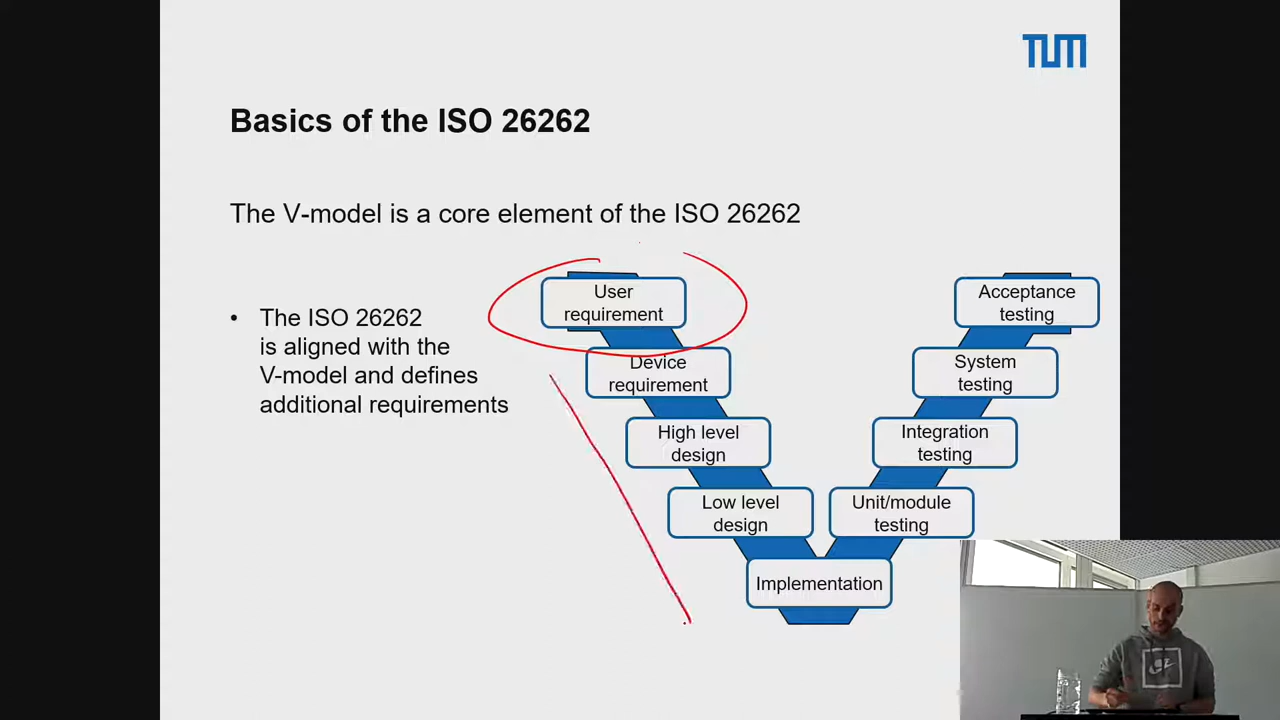 TUM
Basics of the ISO 26262
The V-model is a core element of the ISO 26262
• The ISO 26262
is aligned with the
V-model and defines
additional requirements
User
requirement
Device
requirement
High level
design
Low level
design
Implementation
Unit/module
testing
Integration
testing
System
testing
Acceptance
testing